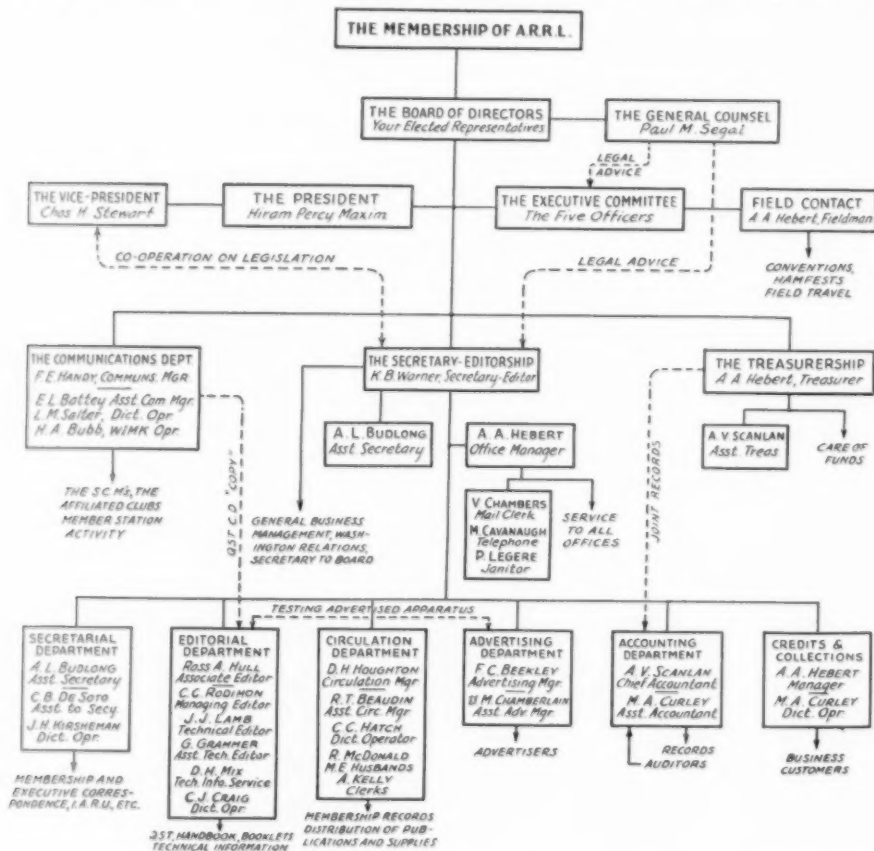 THE MEMBERSHIP OF A.R.R.L.
THE BOARD OF DIRECTORS
Your Elected Representatives
THE GENERAL COUNSEL
Paul M. Segal
LEGAL
ADVICE
THE VICE-PRESIDENT
Chas H Stewart
THE PRESIDENT
Hiram Percy Maxim
THE EXECUTIVE COMMITTEE
The Five Officers
FIELD CONTACT
A A Hebert, Fieldman
CO-OPERATION ON LEGISLATION
LEGAL ADVICE
CONVENTIONS,
HAMFESTS
FIELD TRAVEL
THE COMMUNICATIONS DEPT.
F.E. HANDY, COMMUNS. MGR.
E L Battey Asst Com Mgr.
L.M. Saiter, Dict. Opr.
H A. Bubb, W1MK Opr.
THE SECRETARY-EDITORSHIP
K B Warner, Secretary-Editor
THE TREASURERSHIP
A A Hebert, Treasurer
A. L. BUDLONG
Asst Secretary
A. A. HEBERT
Office Manager
A V SCANLAN
Asst. Treas
CARE OF
FUNDS
THE S C M's, THE
AFFILIATED CLUBS
MEMBER STATION
ACTIVITY
QST C.D "COPY"
GENERAL BUSINESS
MANAGEMENT, WASH-
INGTON RELATIONS,
SECRETARY TO BOARD
V CHAMBERS
Mail Clerk
M. CAVANAUGH
Telephone
P. LEGERE
Janitor
SERVICE
TO ALL
OFFICES
JOINT RECORDS
TESTING ADVERTISED APPARATUS
SECRETARIAL
DEPARTMENT
A.L. BUDLONG
Asst Secretary
C.B. DE SOTO
Asst. to Secy.
J.H. KIRSHEMAN
Dict. Opr.
MEMBERSHIP AND
EXECUTIVE CORRES-
PONDENCE, I.A.R.U., ETC.
EDITORIAL
DEPARTMENT
Ross A. HULL
Associate Editor
C.C. RODIMON
Managing Editor
J.J. LAMB
Technical Editor
G. GRAMMER
Asst. Tech. Editor
D.H. MIX
Tech. Info. Service
C.J. CRAIG
Dict. Opr.
QST, HANDBOOK, BOOKLETS
TECHNICAL INFORMATION
CIRCULATION
DEPARTMENT
D.H HOUGHTON
Circulation Mgr
R.T. BEAUDIN
Asst Circ. Mgr
C C. HATCH
Dict. Operator
R. McDONALD
M.E HUSBANDS
A. KELLY
Clerks
MEMBERSHIP RECORDS
DISTRIBUTION OF PUB-
LICATIONS AND SUPPLIES
ADVERTISING
DEPARTMENT
F.C. BEEKLEY
Advertising Mgr.
U.M. CHAMBERLAIN
Asst Adv Mgr.
ADVERTISERS
ACCOUNTING
DEPARTMENT
A. V. SCANLAN
Chief Accountant
M. A. CURLEY
Asst. Accountant
RECORDS
AUDITORS
CREDITS &
COLLECTIONS
A. A. HEBERT
Manager
M. A. CURLEY
Dict. Opr.
BUSINESS
CUSTOMERS